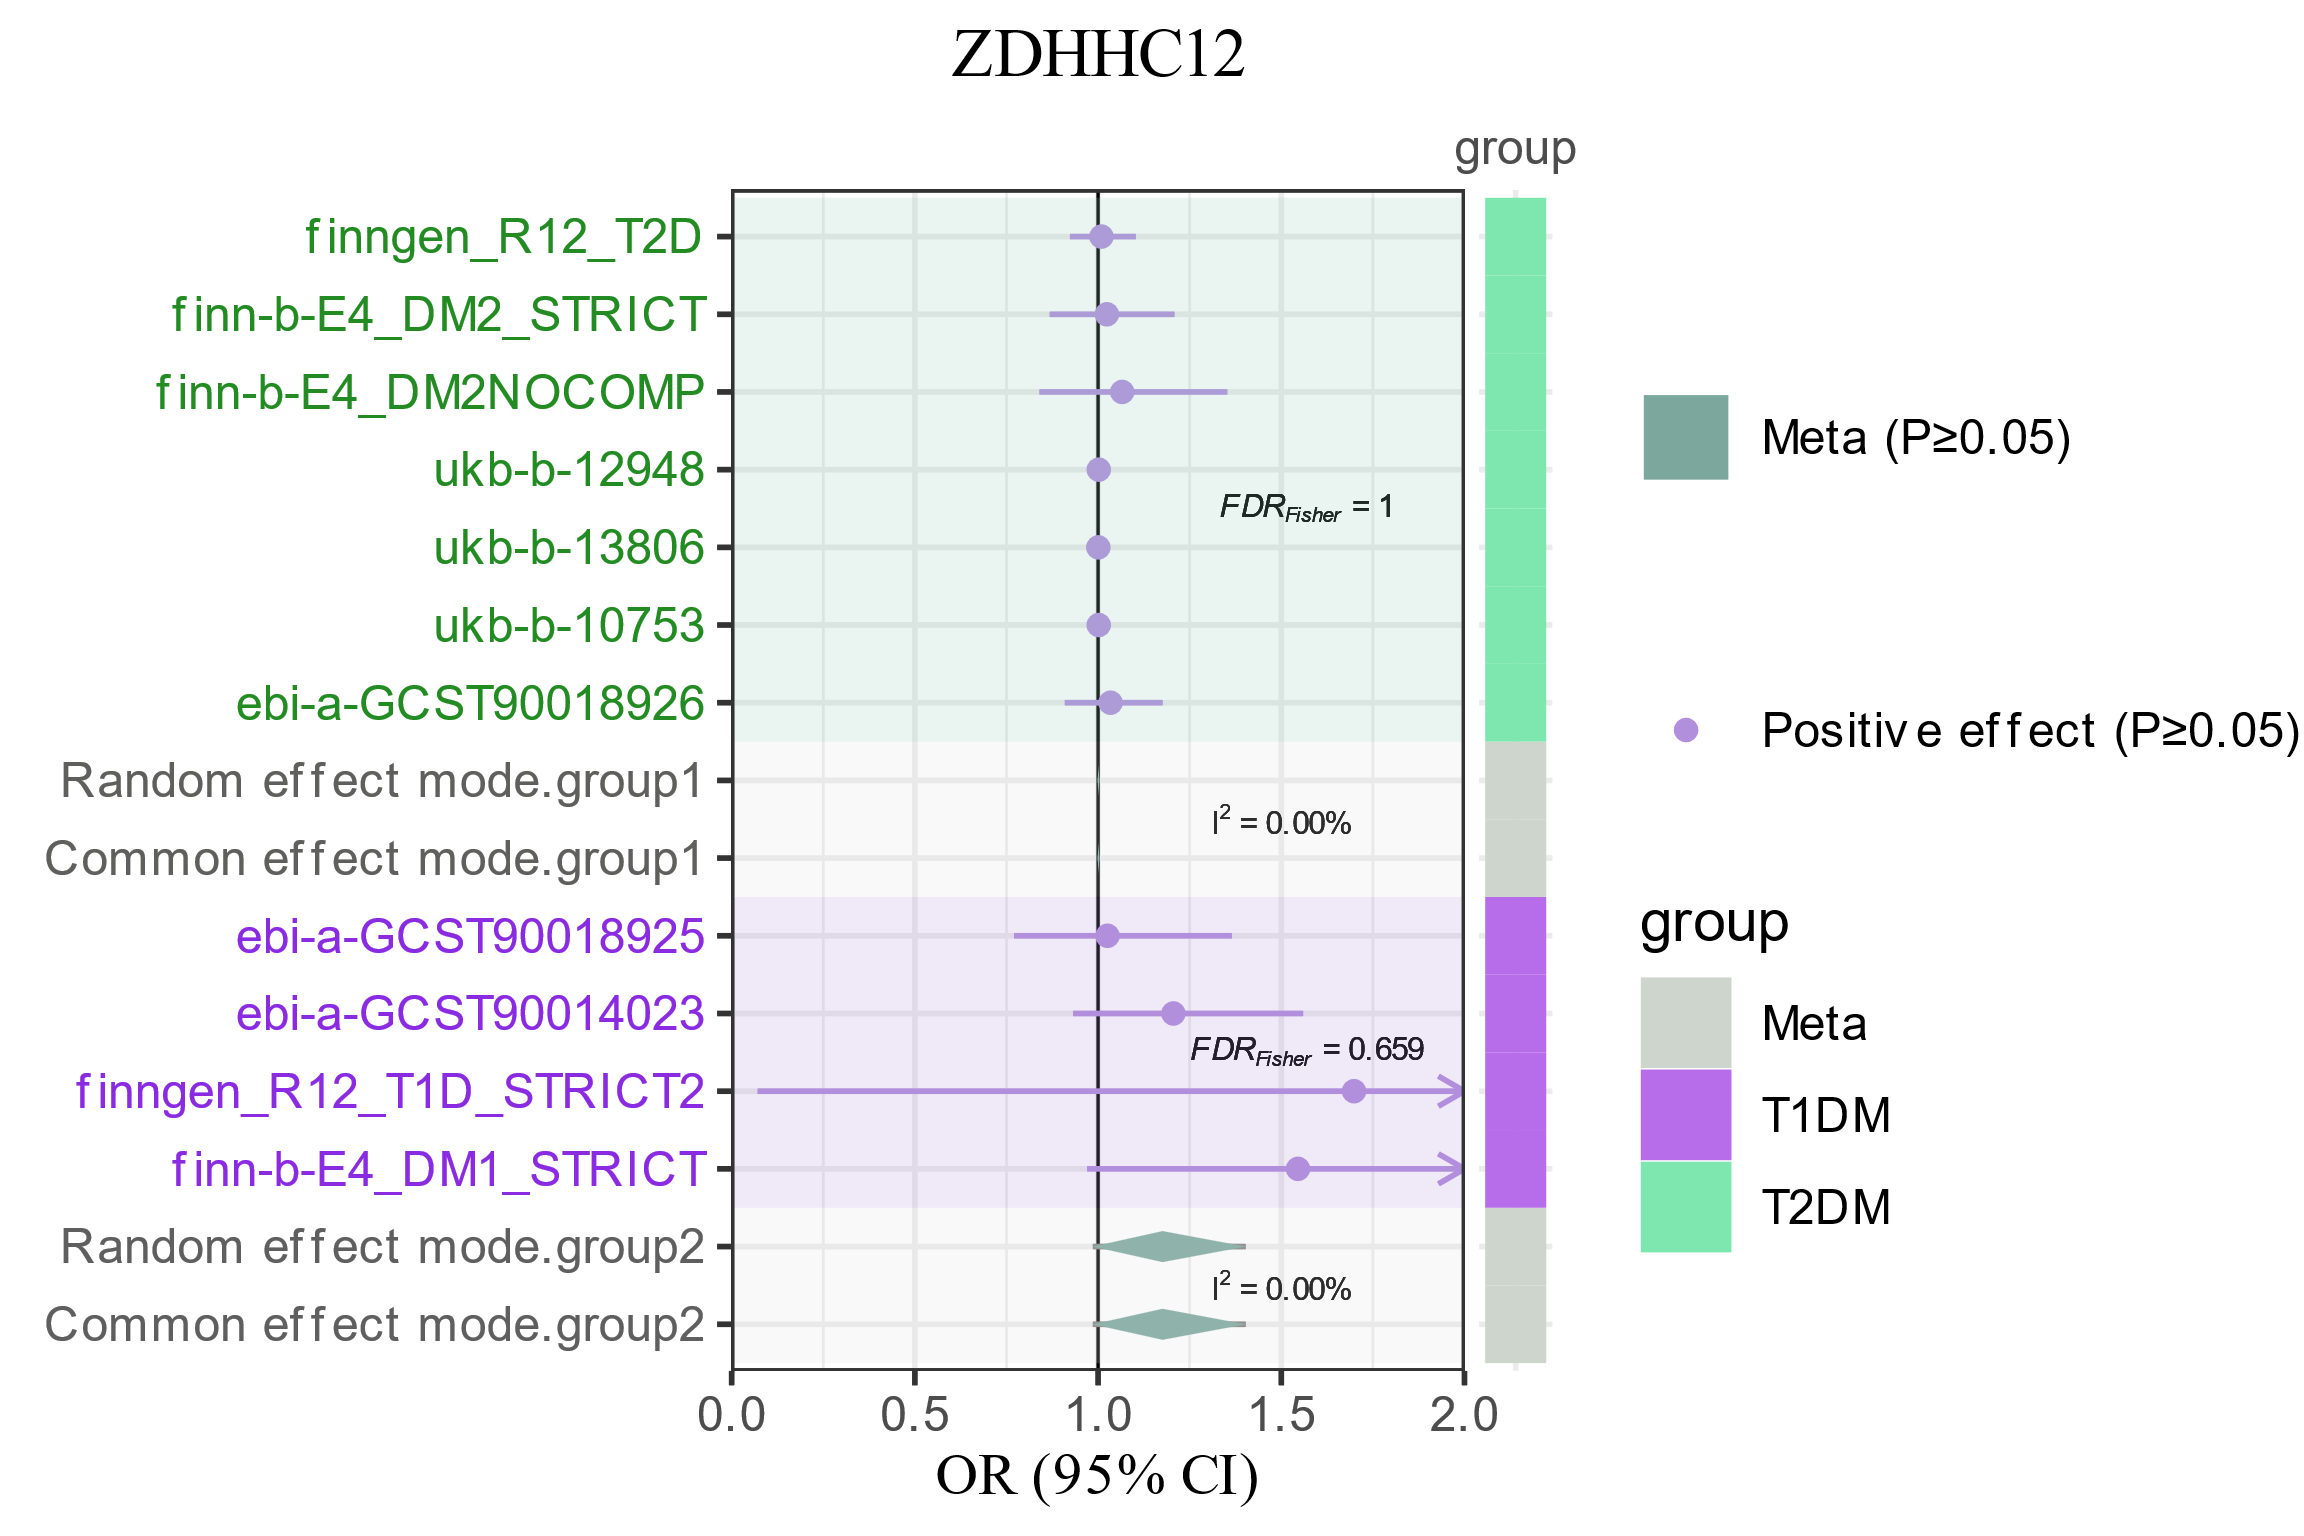 ZDHHC12
group
finngen_R12_T2D
finn-b-E4_DM2_STRICT
finn-b-E4_DM2NOCOMP
ukb-b-12948
FDRFisher = 1
ukb-b-13806
ukb-b-10753
ebi-a-GCST90018926
Random effect mode.group1
I² = 0.00%
Common effect mode.group1
ebi-a-GCST90018925
ebi-a-GCST90014023
FDRFisher = 0.659
finngen_R12_T1D_STRICT2
finn-b-E4_DM1_STRICT
Random effect mode.group2
I² = 0.00%
Common effect mode.group2
0.0 0.5 1.0 1.5 2.0
OR (95% CI)
Meta (P≥0.05)
Positive effect (P≥0.05)
group
Meta
T1DM
T2DM